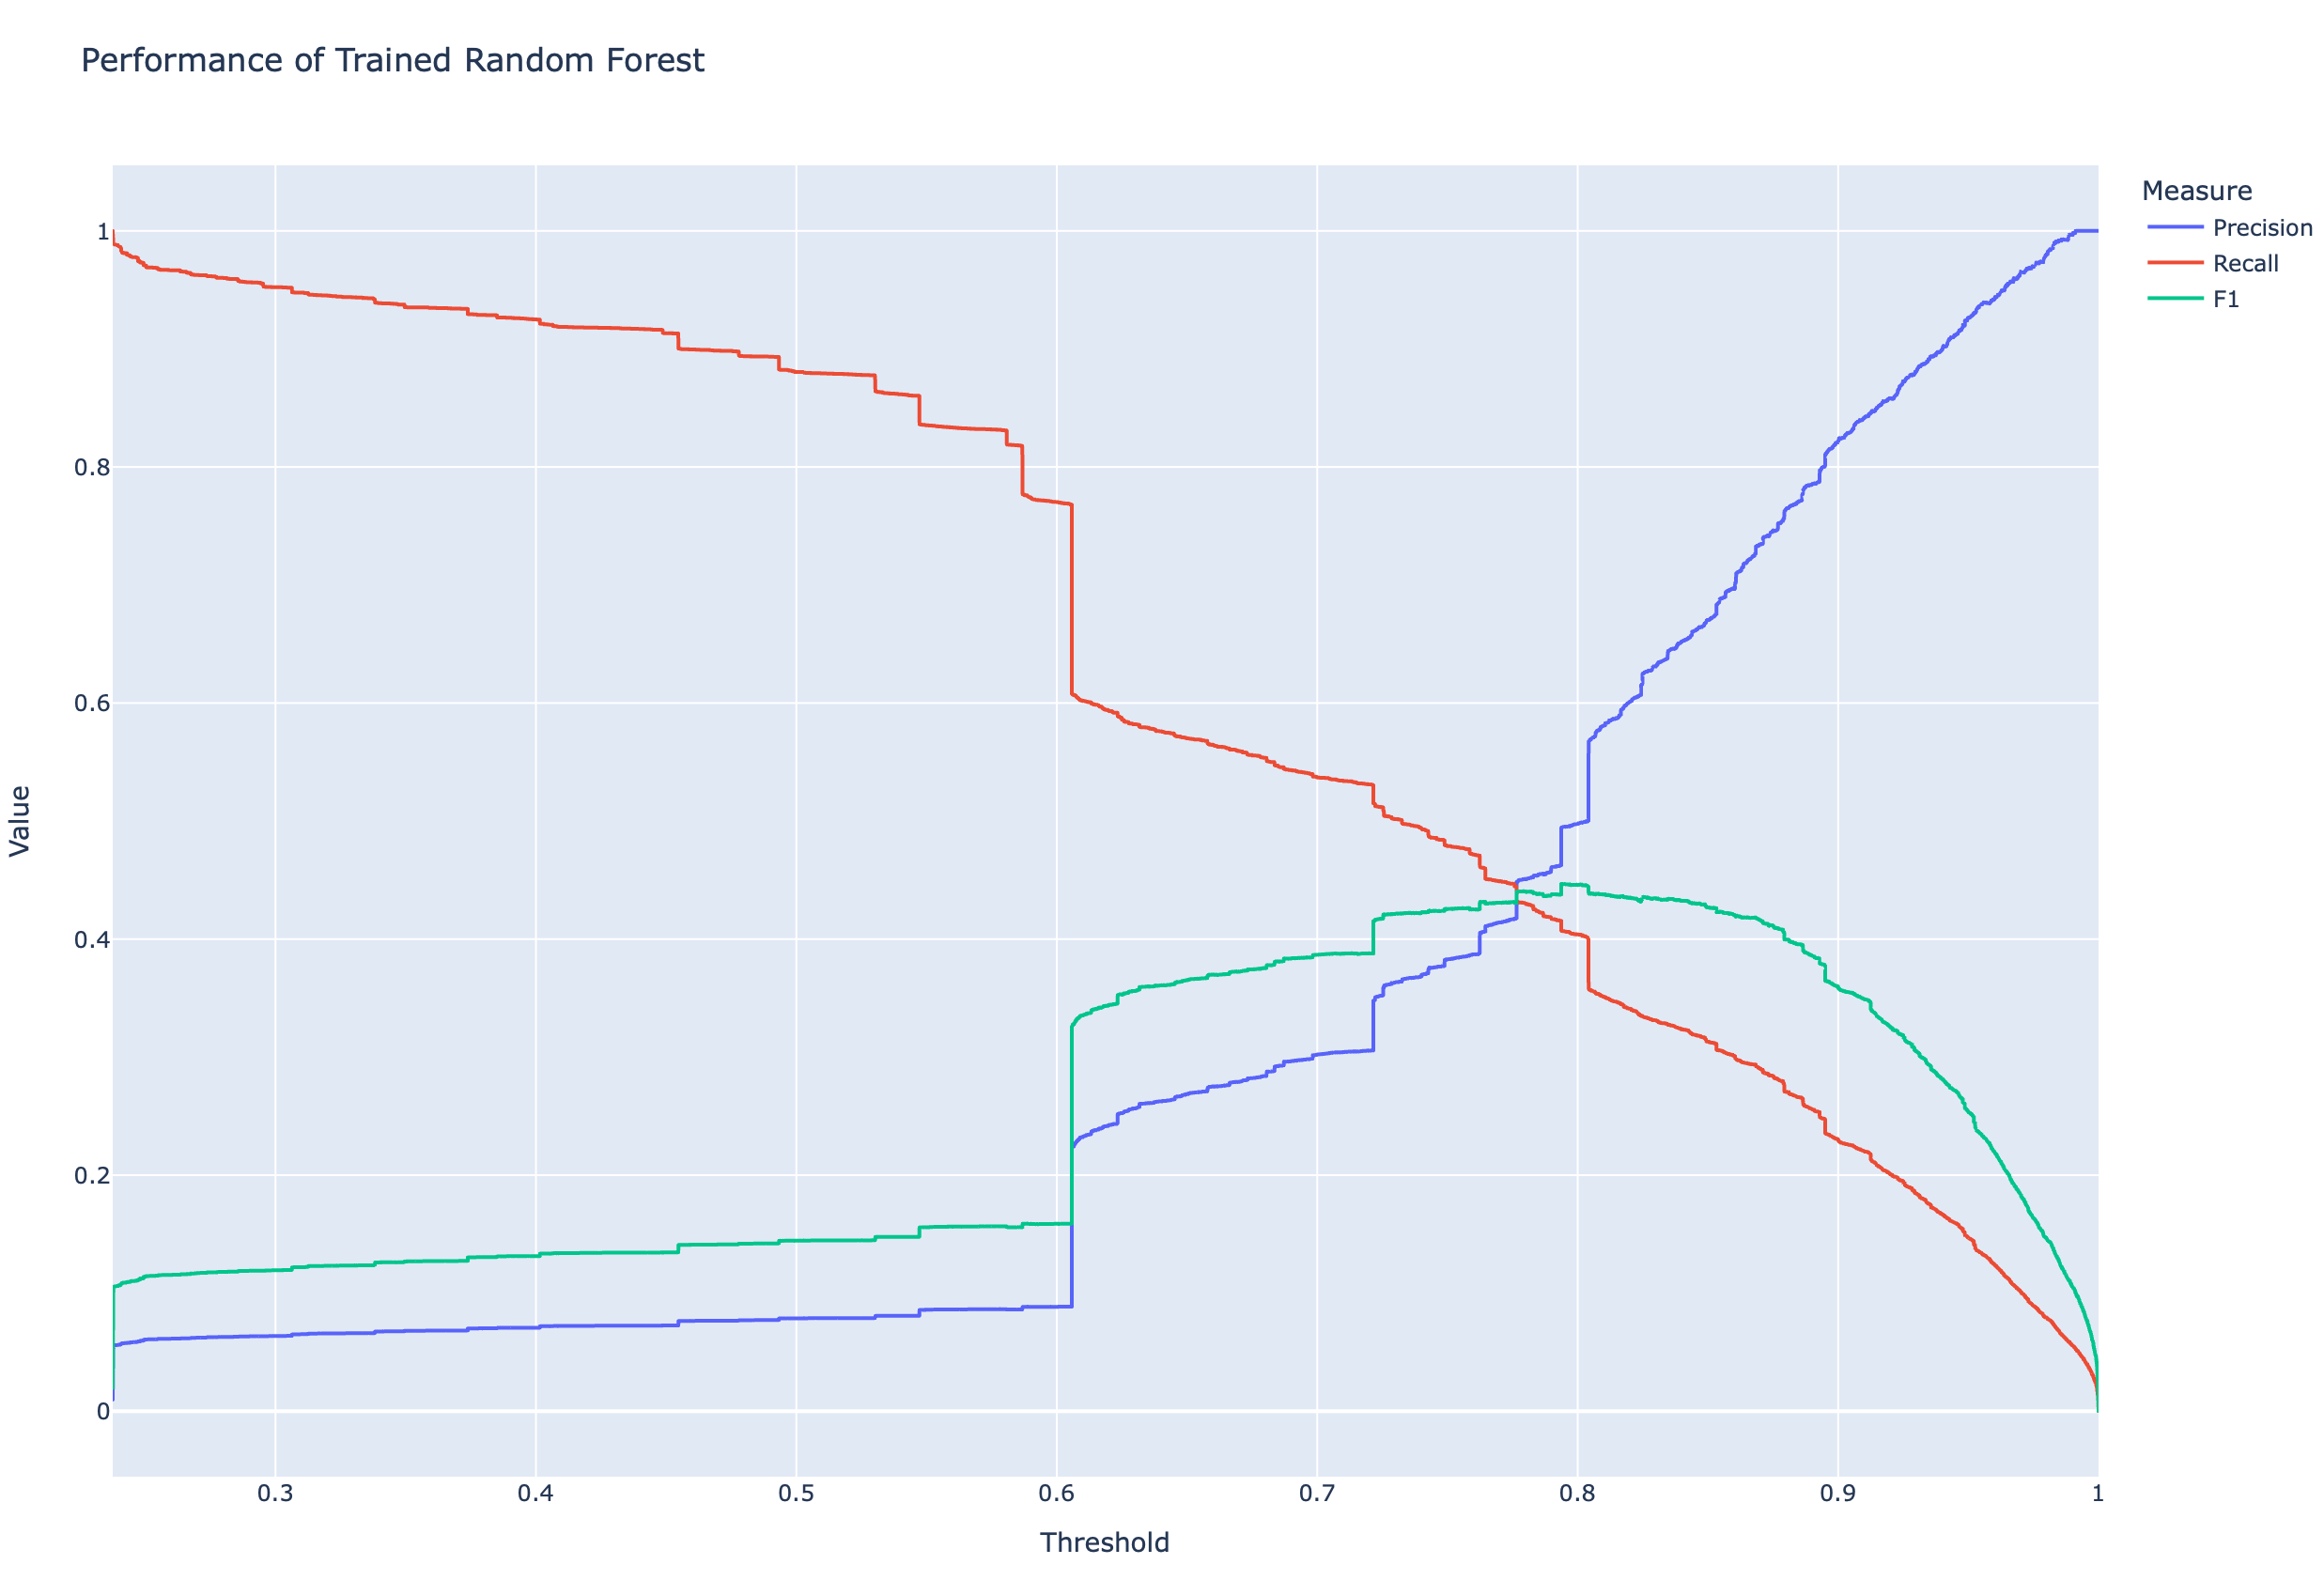 Performance of Trained Random Forest
Measure
Precision
Recall
F1
Value
1
0.8
0.6
0.4
0.2
0
0.3 0.4 0.5 0.6 0.7 0.8 0.9 1
Threshold